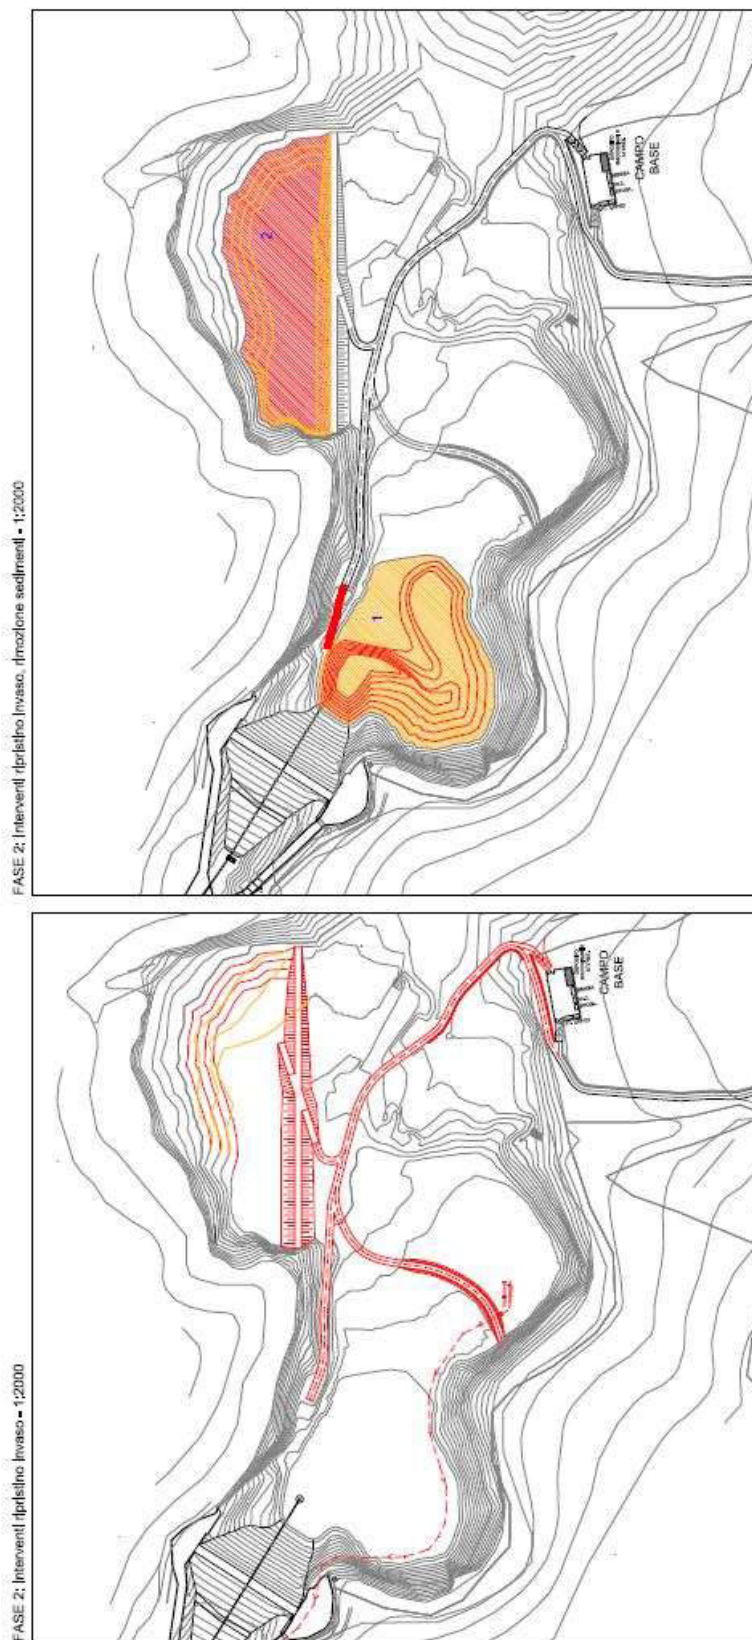 FASE 2: Interventi ripristino invaso, rimozione sedimenti - 1:2000
2
1
CAMPO
BASE
FASE 2: Interventi ripristino invaso - 1:2000
CAMPO
BASE